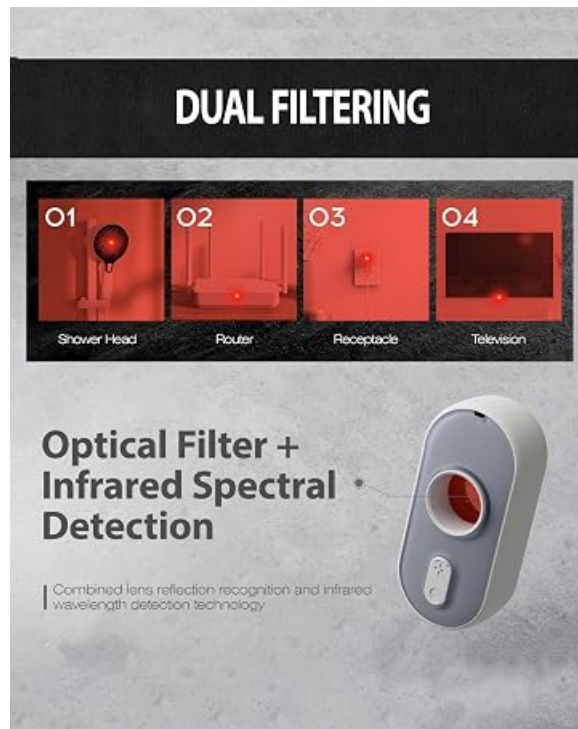 DUAL FILTERING
01
02
03
04
Shower Head
Router
Receptacle
Television
Optical Filter +
Infrared Spectral
Detection
Combined lens reflection recognition and infrared
wavelength detection technology